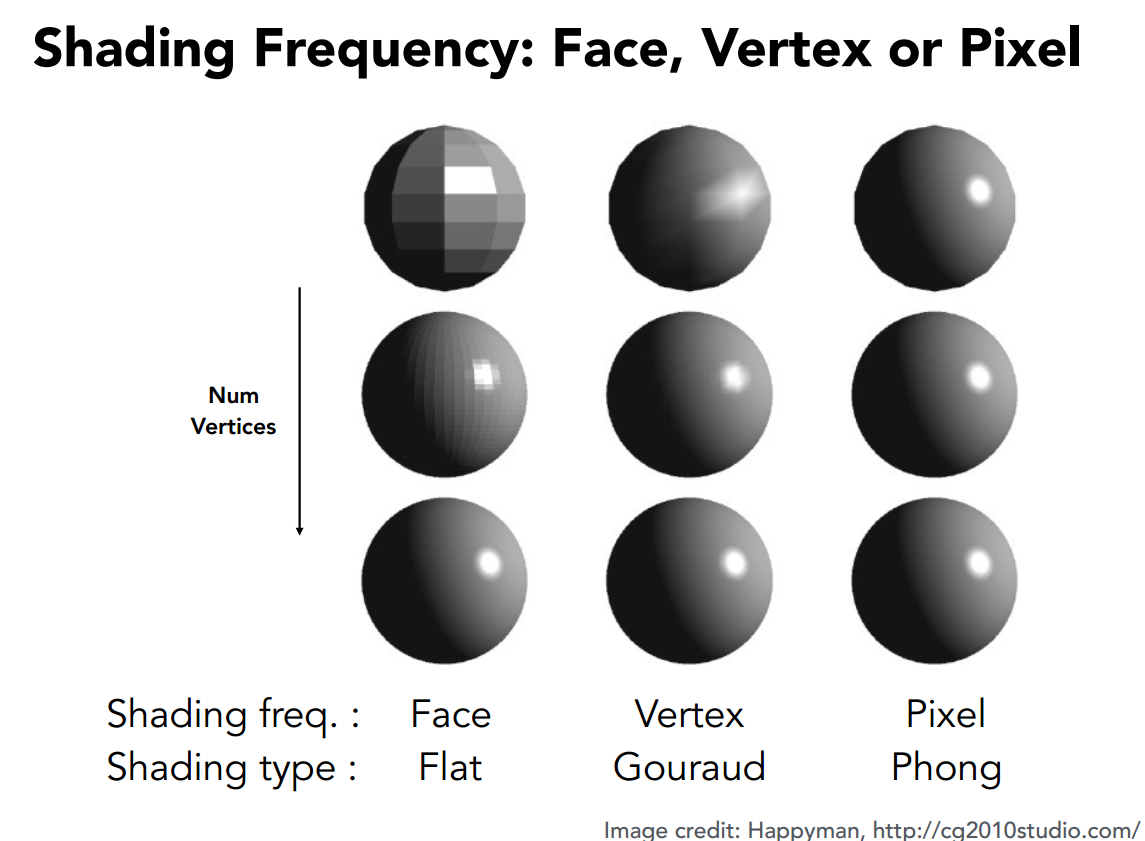 Shading Frequency: Face, Vertex or Pixel
Num
Vertices
Shading freq. : Face Vertex Pixel
Shading type : Flat Gouraud Phong
Image credit: Happyman, http://cg2010studio.com/